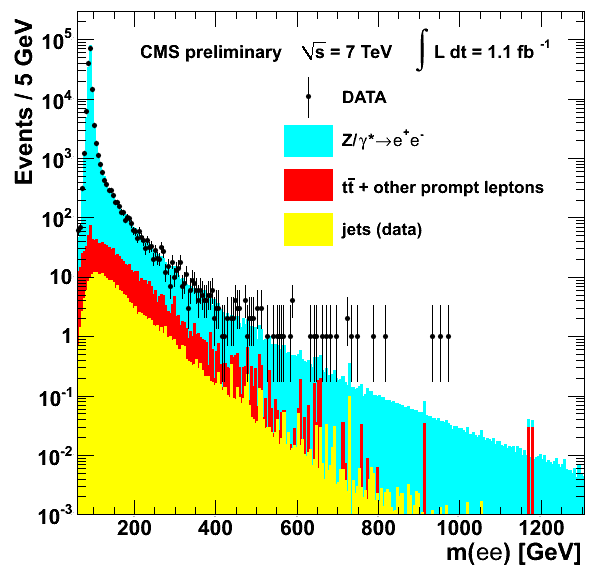 CMS preliminary √s = 7 TeV ∫ L dt = 1.1 fb⁻¹
DATA
Z/γ*→e⁺e⁻
tt̄ + other prompt leptons
jets (data)
Events / 5 GeV
10⁵
10⁴
10³
10²
10
1
10⁻¹
10⁻²
10⁻³
200 400 600 800 1000 1200
m(ee) [GeV]